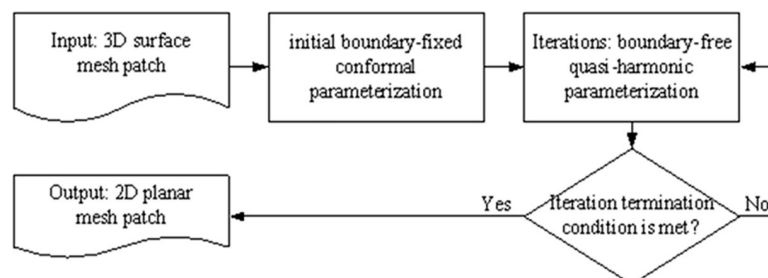 Input: 3D surface
mesh patch
initial boundary-fixed
conformal
parameterization
Iterations: boundary-free
quasi-harmonic
parameterization
Output: 2D planar
mesh patch
Yes
Iteration termination
condition is met?
No